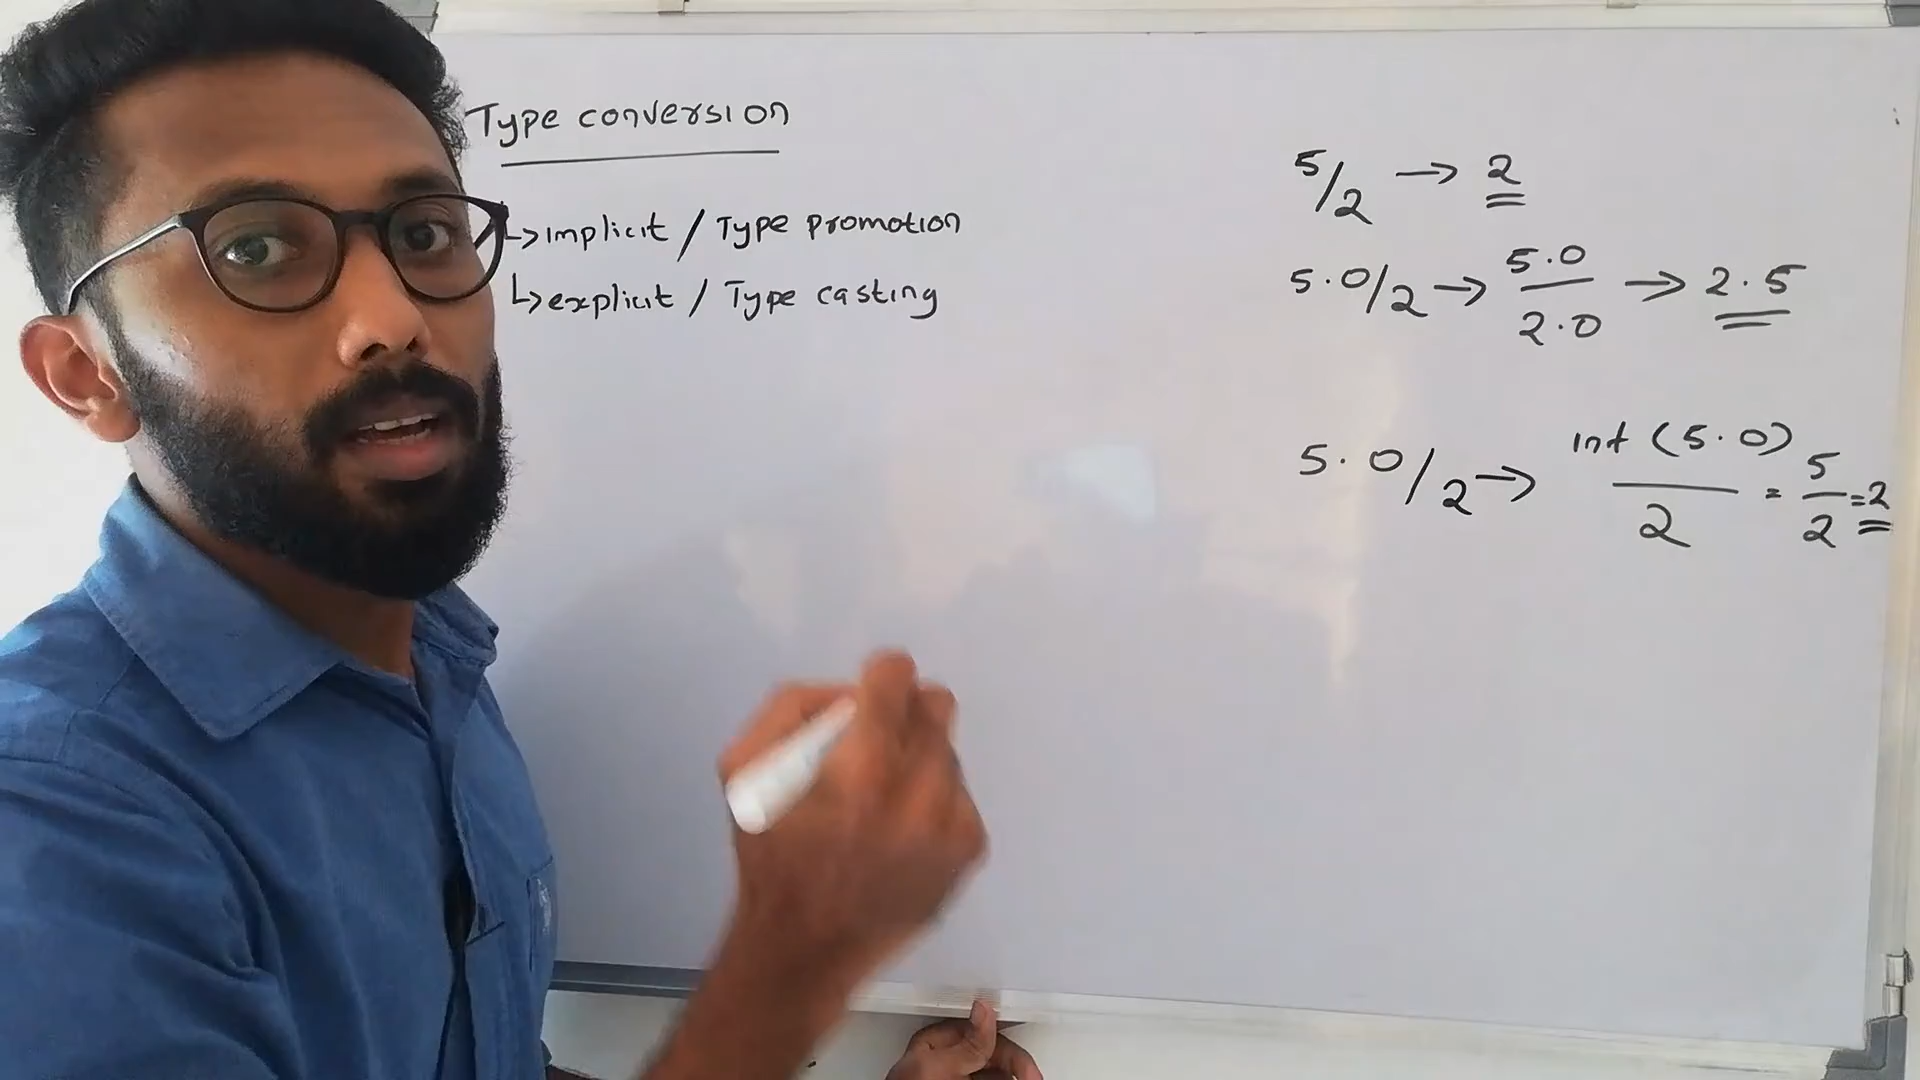 Type conversion
↳ implicit / Type promotion
↳ explicit / Type casting
5/2 → 2
5.0/2 → 5.0/2.0 → 2.5
5.0/2 → int (5.0)/2 = 5/2 = 2